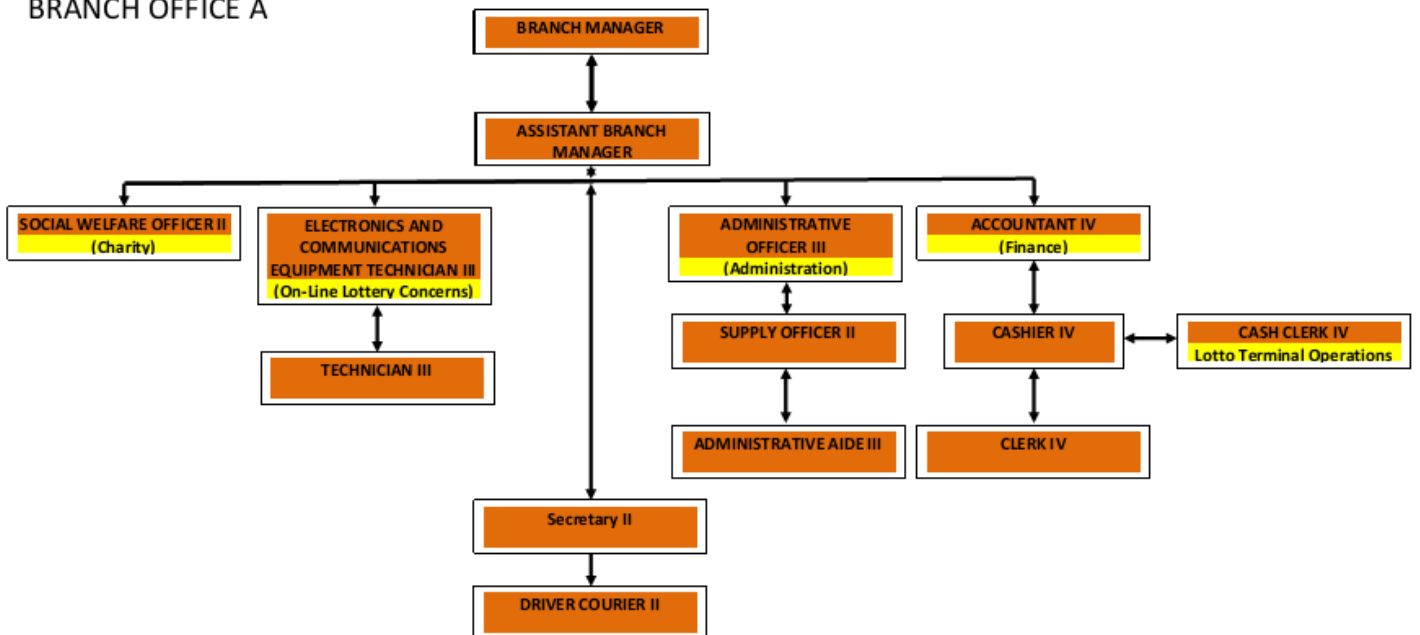 BRANCH OFFICE A
BRANCH MANAGER
ASSISTANT BRANCH
MANAGER
SOCIAL WELFARE OFFICER II
(Charity)
ELECTRONICS AND
COMMUNICATIONS
EQUIPMENT TECHNICIAN III
(On-Line Lottery Concerns)
ADMINISTRATIVE
OFFICER III
(Administration)
ACCOUNTANT IV
(Finance)
TECHNICIAN III
SUPPLY OFFICER II
CASHIER IV
CASH CLERK IV
Lotto Terminal Operations
ADMINISTRATIVE AIDE III
CLERK IV
Secretary II
DRIVER COURIER II